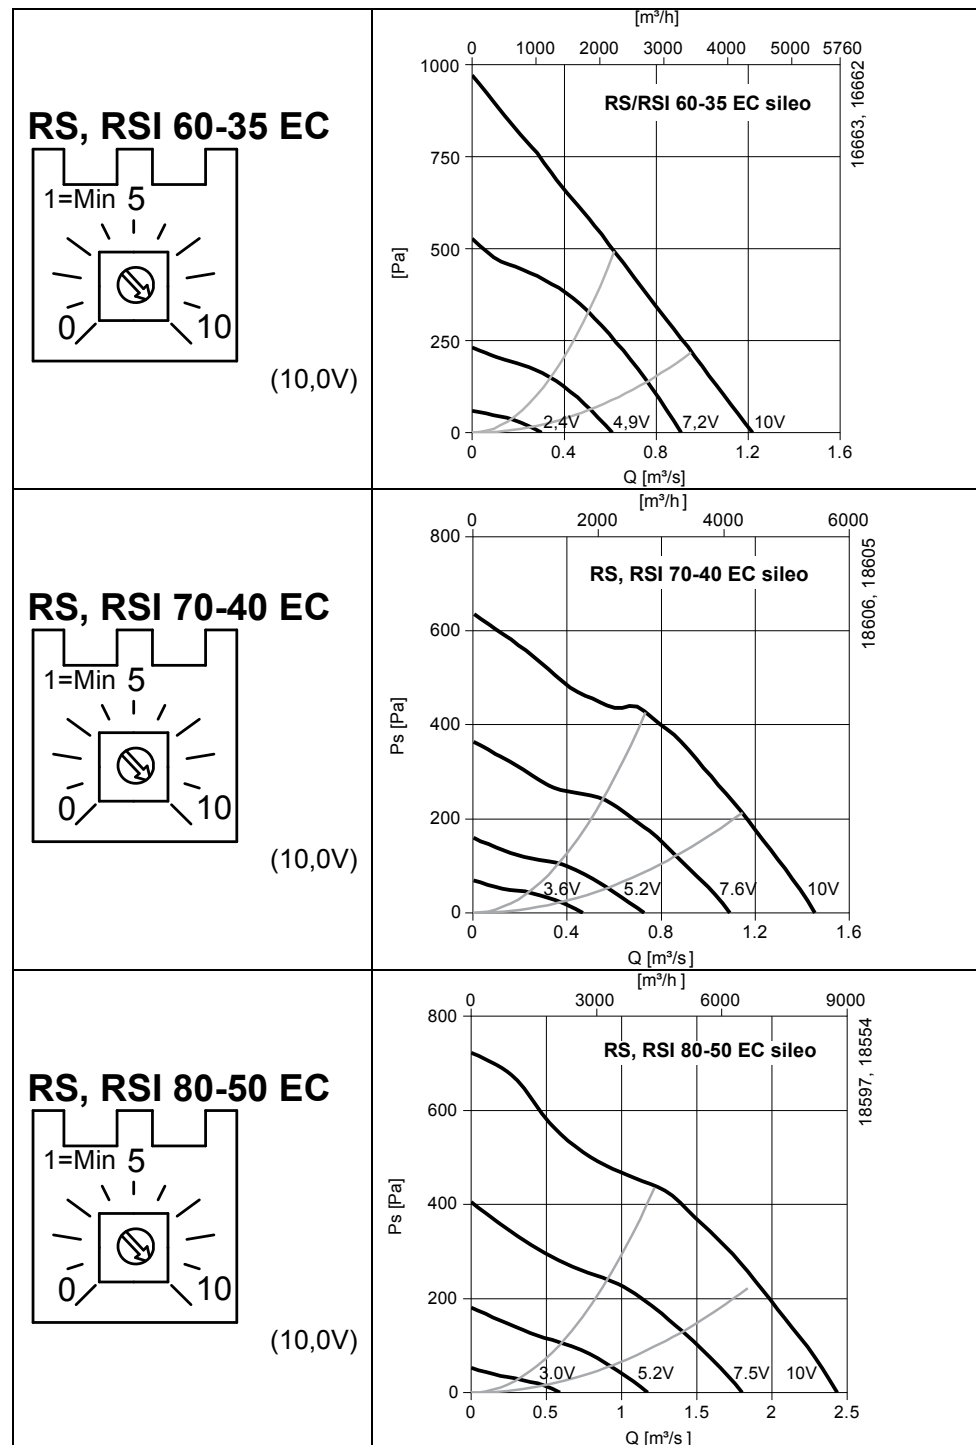 RS, RSI 60-35 EC
1=Min 5
0 10
(10,0V)
[m³/h]
0 1000 2000 3000 4000 5000 5760
1000
RS/RSI 60-35 EC sileo
16663, 16662
750
[Pa]
500
250
0
2,4V 4,9V 7,2V 10V
0 0.4 0.8 1.2 1.6
Q [m³/s]
RS, RSI 70-40 EC
1=Min 5
0 10
(10,0V)
[m³/h]
0 2000 4000 6000
800
RS, RSI 70-40 EC sileo
18606, 18605
600
Ps [Pa]
400
200
0
3.6V 5.2V 7.6V 10V
0 0.4 0.8 1.2 1.6
Q [m³/s]
RS, RSI 80-50 EC
1=Min 5
0 10
(10,0V)
[m³/h ]
0 3000 6000 9000
800
RS, RSI 80-50 EC sileo
18597, 18554
600
Ps [Pa]
400
200
0
3.0V 5.2V 7.5V 10V
0 0.5 1 1.5 2 2.5
Q [m³/s ]